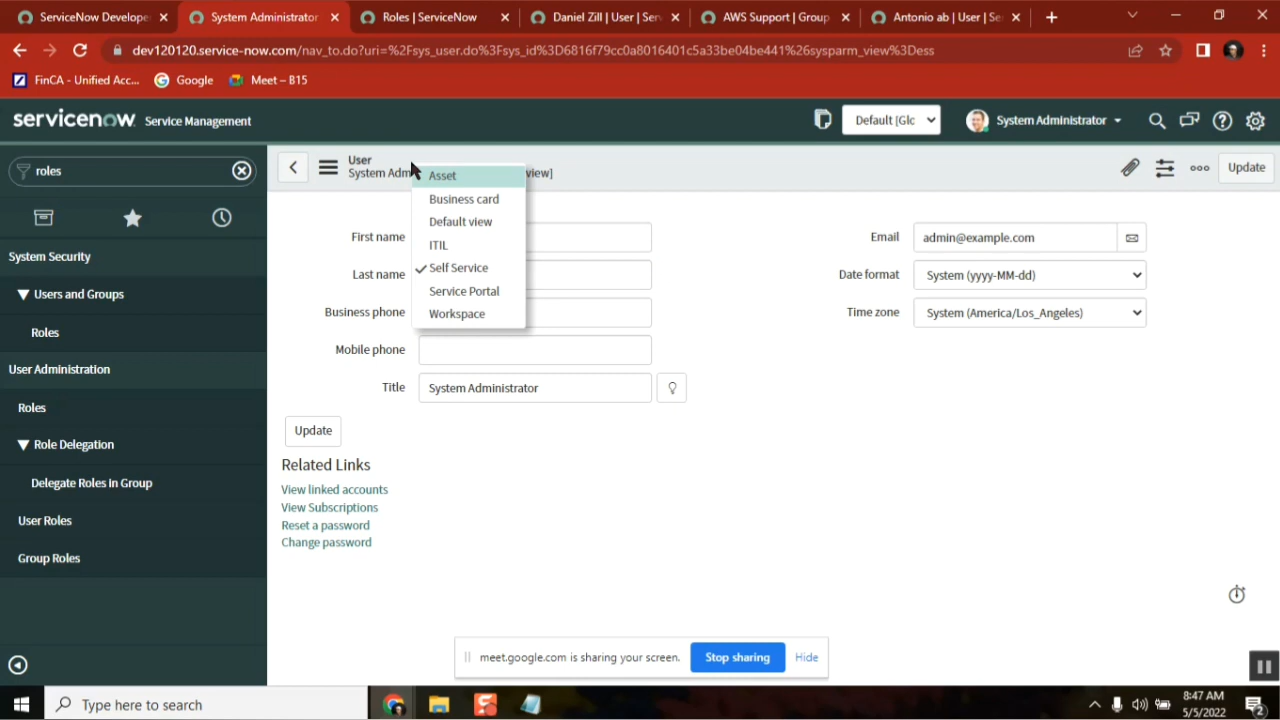 ServiceNow Develope
System Administrator
Roles | ServiceNow
Daniel Zill | User | Ser
AWS Support | Group
Antonio ab | User | Se
dev120120.service-now.com/nav_to.do?uri=%2Fsys_user.do%3Fsys_id%3D6816f79cc0a8016401c5a33be04be441%26sysparm_view%3Dess
FinCA - Unified Acc...
Google
Meet – B15
servicenow Service Management
Default [Glc
System Administrator
roles
User
System Adm
view]
Update
Asset
Business card
Default view
ITIL
Self Service
Service Portal
Workspace
System Security
Users and Groups
Roles
User Administration
Roles
Role Delegation
Delegate Roles in Group
User Roles
Group Roles
First name
Last name
Business phone
Mobile phone
Title System Administrator
Email admin@example.com
Date format System (yyyy-MM-dd)
Time zone System (America/Los_Angeles)
Update
Related Links
View linked accounts
View Subscriptions
Reset a password
Change password
meet.google.com is sharing your screen. Stop sharing Hide
Type here to search
8:47 AM
5/5/2022
2